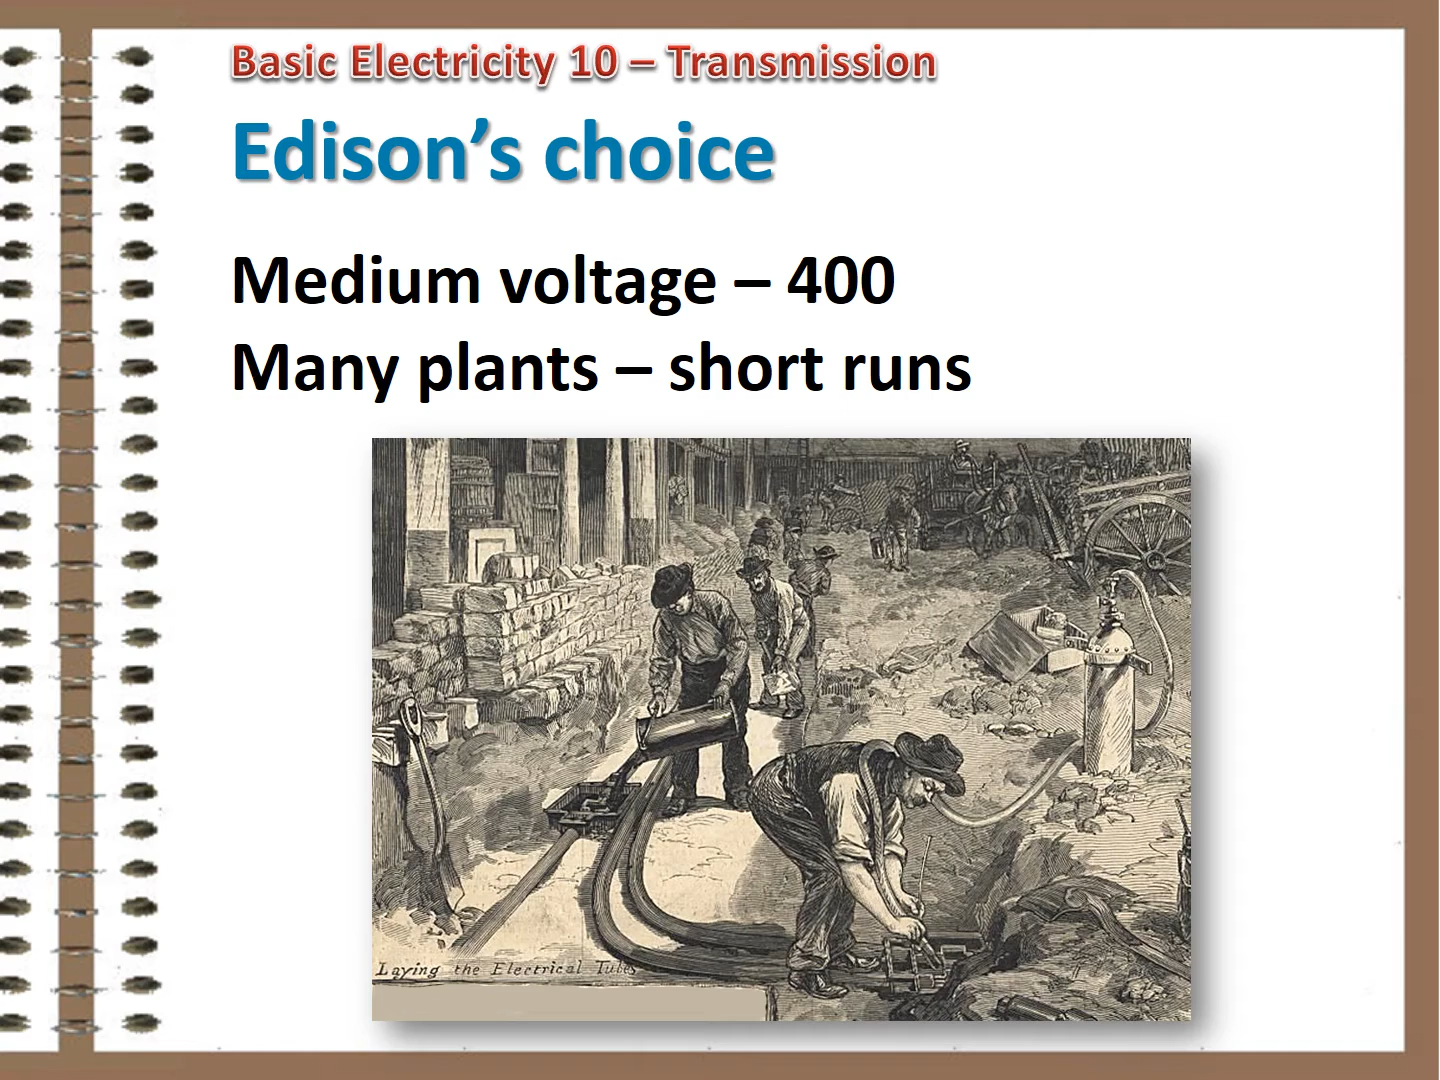 Basic Electricity 10 – Transmission
Edison’s choice
Medium voltage – 400
Many plants – short runs
Laying the Electrical Tubes